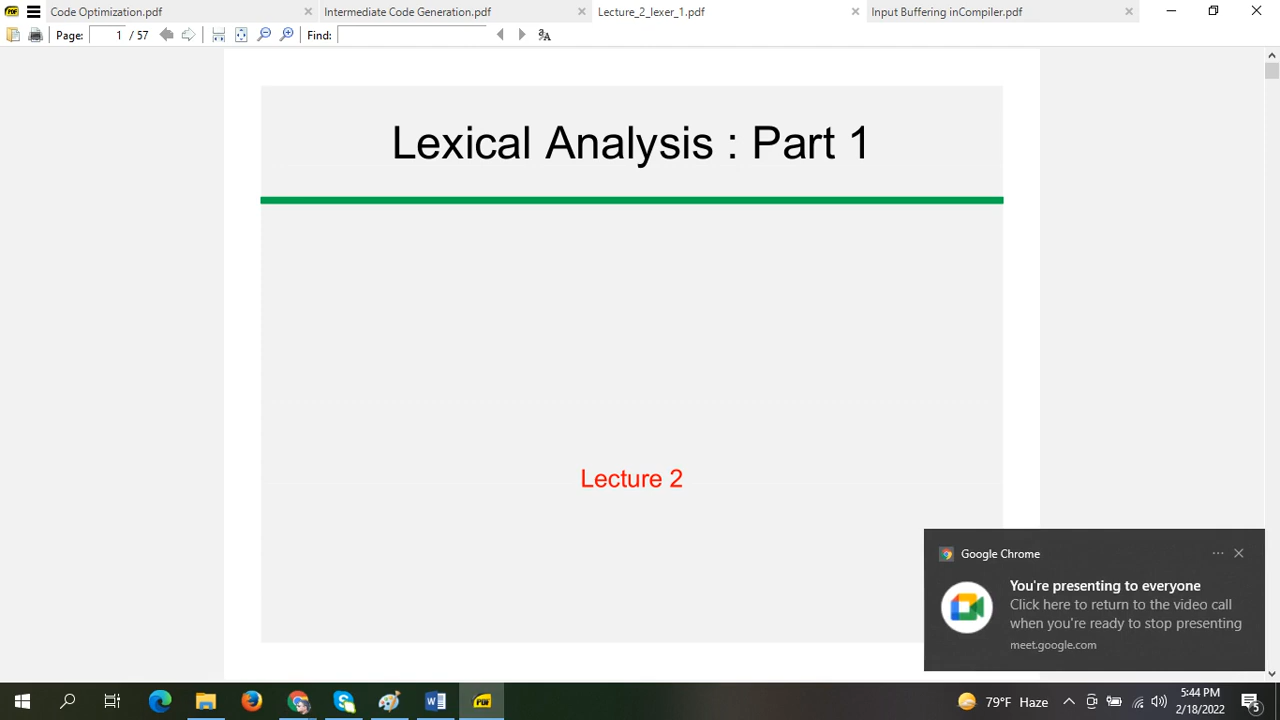 Code Optimization.pdf
Intermediate Code Generation.pdf
Lecture_2_lexer_1.pdf
Input Buffering inCompiler.pdf
Page: 1 / 57
Find:
Lexical Analysis : Part 1
Lecture 2
Google Chrome
You're presenting to everyone
Click here to return to the video call
when you're ready to stop presenting
meet.google.com
79°F Haze
5:44 PM
2/18/2022
5